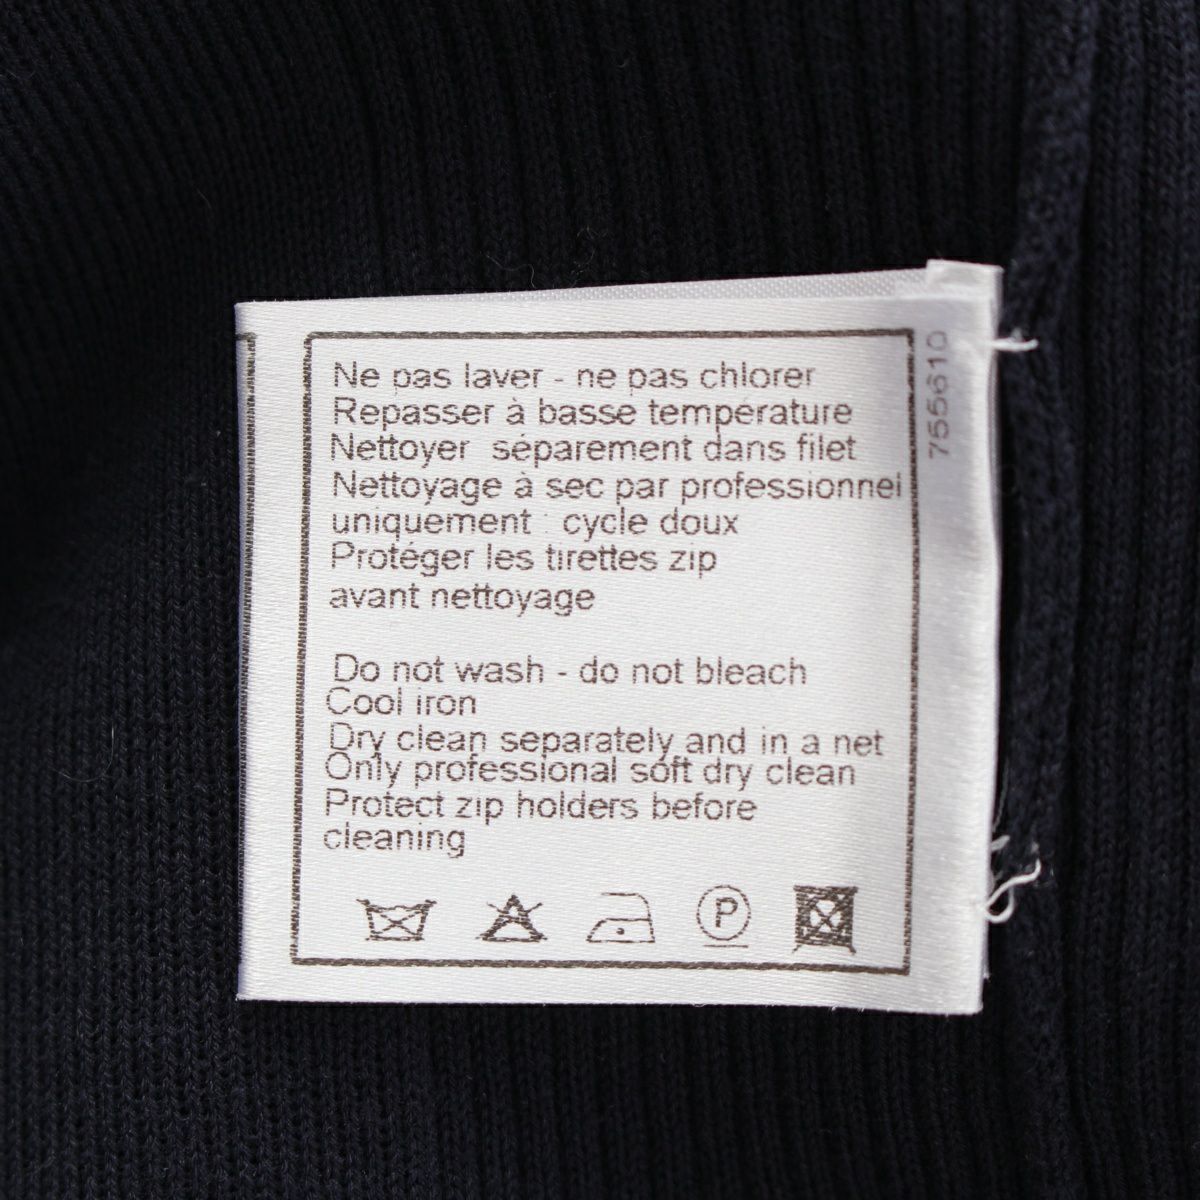 Ne pas laver - ne pas chlorer
Repasser à basse température
Nettoyer séparement dans filet
Nettoyage à sec par professionnel
uniquement : cycle doux
Protéger les tirettes zip
avant nettoyage
Do not wash - do not bleach
Cool iron
Dry clean separately and in a net
Only professional soft dry clean
Protect zip holders before
cleaning
P
755610